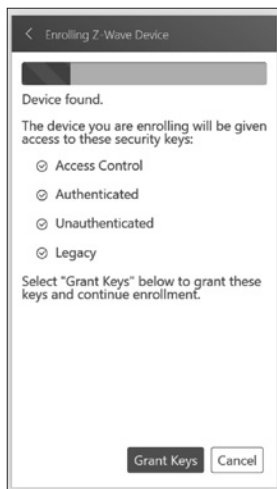 Enrolling Z-Wave Device
Device found.
The device you are enrolling will be given
access to these security keys:
Access Control
Authenticated
Unauthenticated
Legacy
Select "Grant Keys" below to grant these
keys and continue enrollment.
Grant Keys Cancel